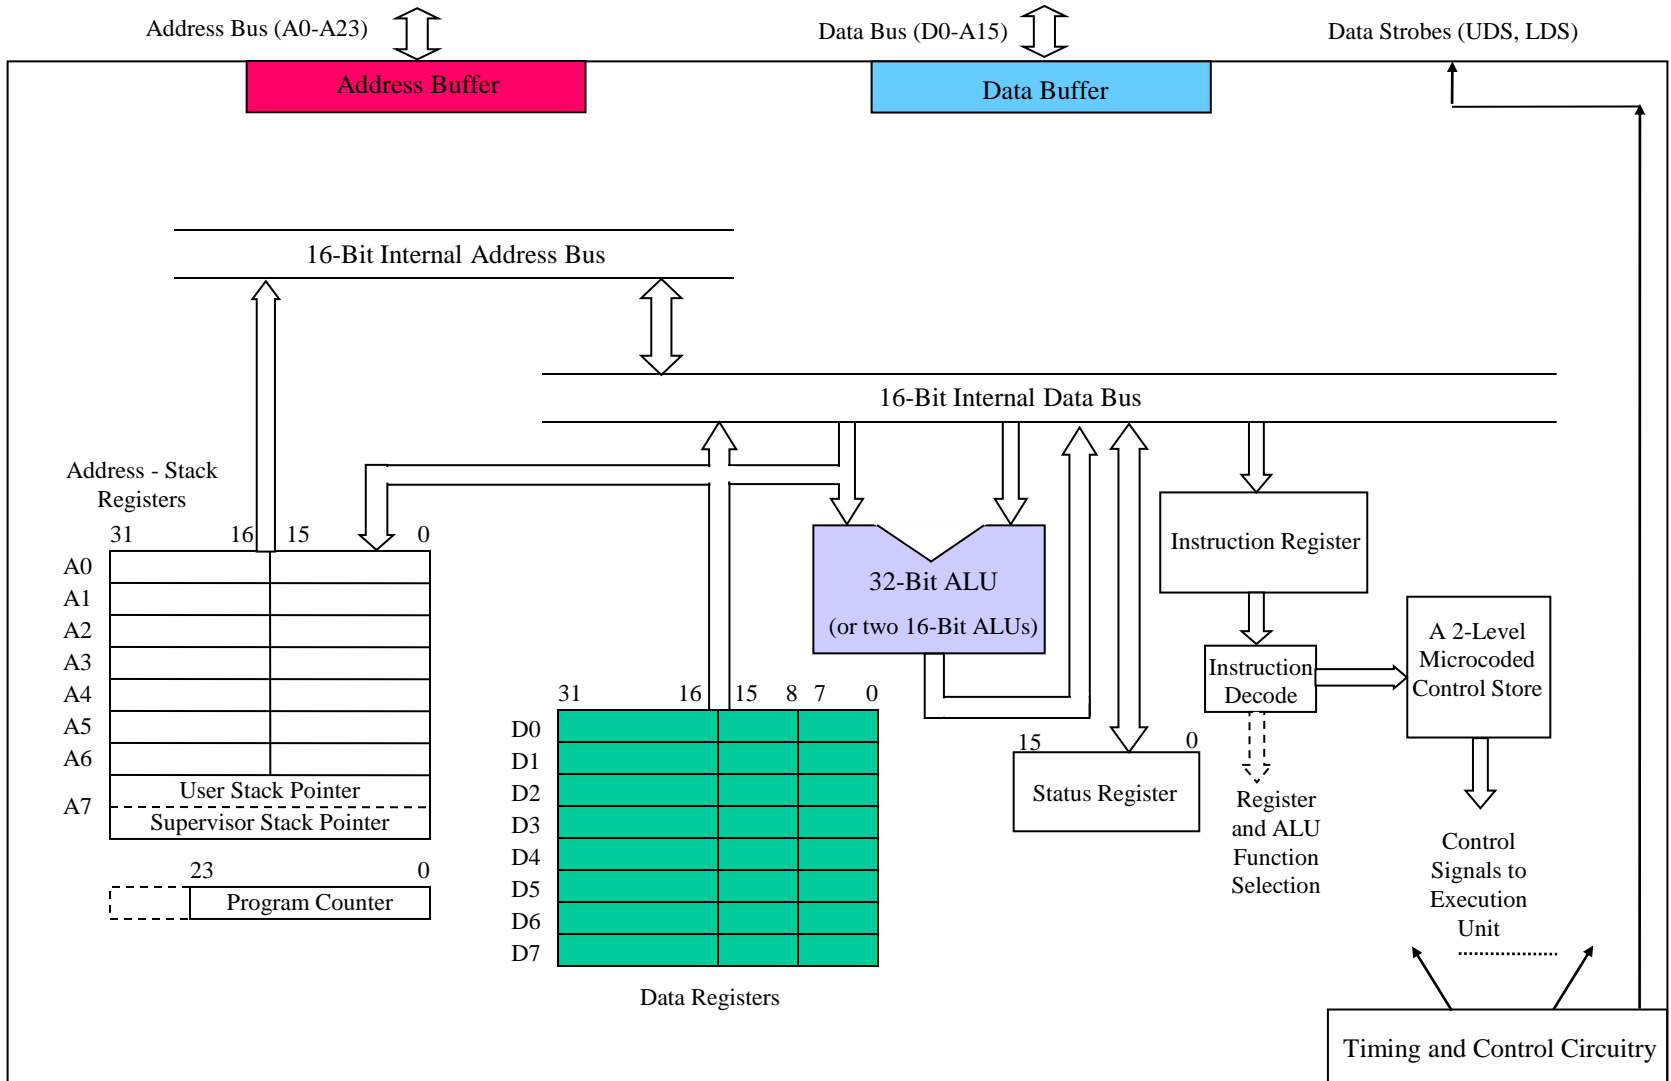 Address Bus (A0-A23)
Data Bus (D0-A15)
Data Strobes (UDS, LDS)
Address Buffer
Data Buffer
16-Bit Internal Address Bus
16-Bit Internal Data Bus
Address - Stack
Registers
31 16 15 0
A0
A1
A2
A3
A4
A5
A6
A7
User Stack Pointer
Supervisor Stack Pointer
23 0
Program Counter
31 16 15 8 7 0
D0
D1
D2
D3
D4
D5
D6
D7
Data Registers
32-Bit ALU
(or two 16-Bit ALUs)
15 0
Status Register
Instruction Register
Instruction
Decode
Register
and ALU
Function
Selection
A 2-Level
Microcoded
Control Store
Control
Signals to
Execution
Unit
Timing and Control Circuitry